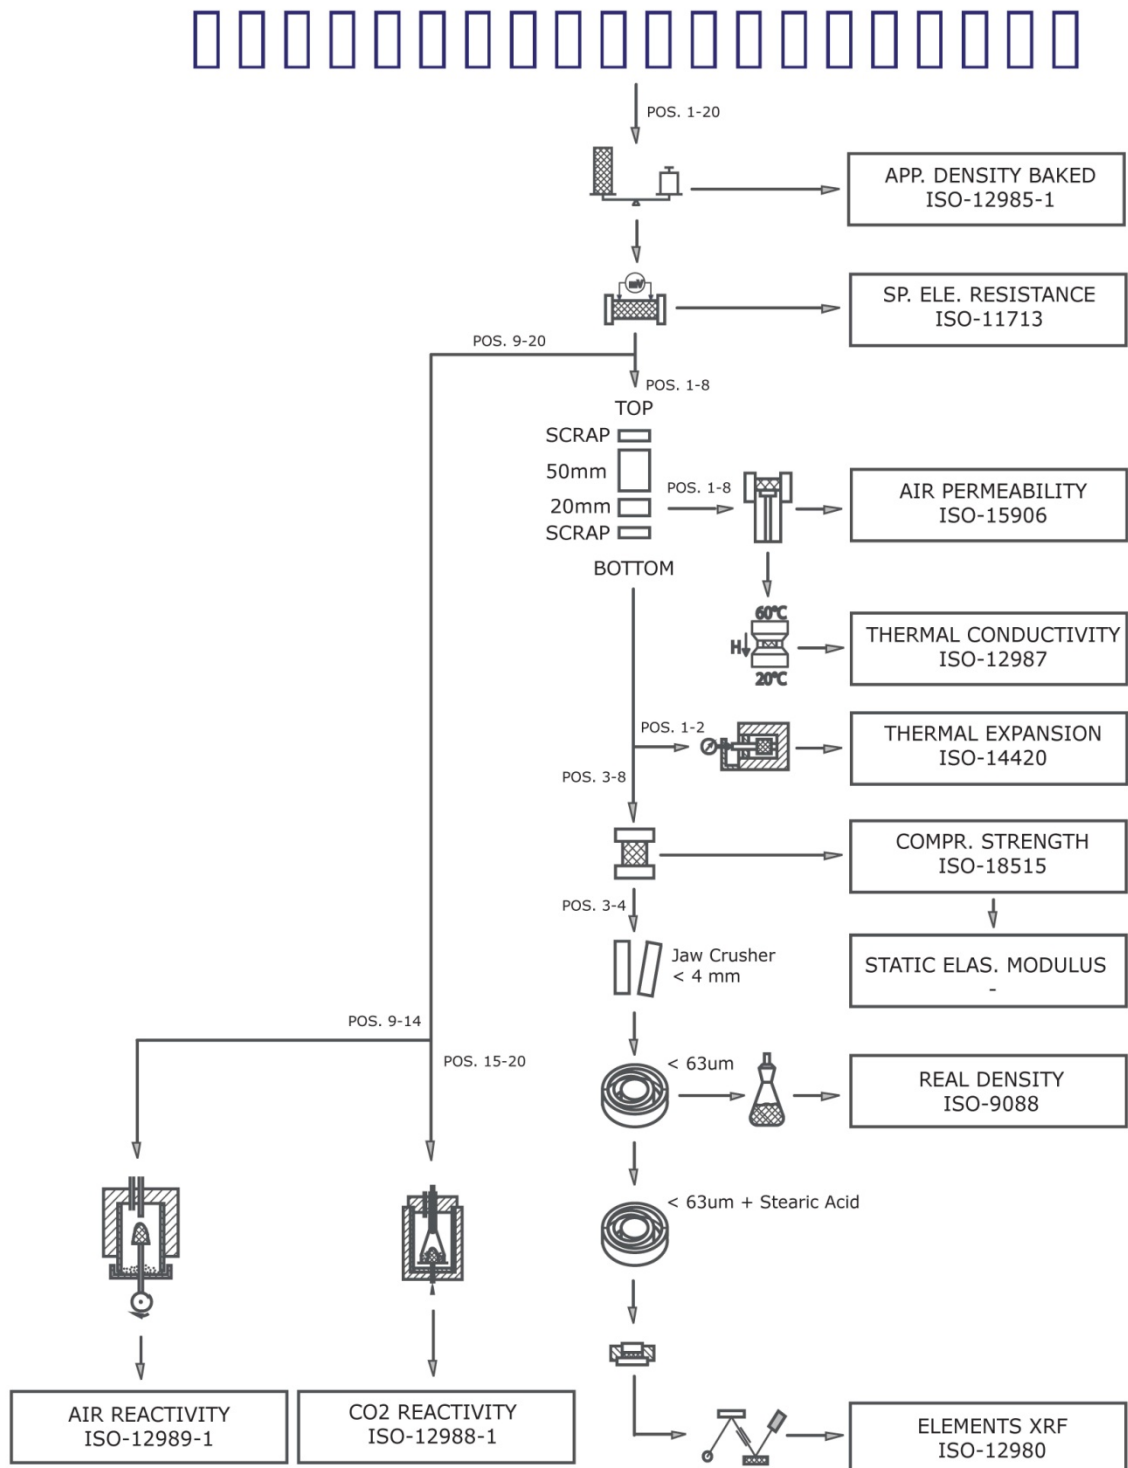 POS. 1-20
APP. DENSITY BAKED
ISO-12985-1
mV
SP. ELE. RESISTANCE
ISO-11713
POS. 9-20
POS. 1-8
TOP
SCRAP
50mm
20mm
SCRAP
BOTTOM
POS. 1-8
AIR PERMEABILITY
ISO-15906
60°C
H
20°C
THERMAL CONDUCTIVITY
ISO-12987
POS. 1-2
THERMAL EXPANSION
ISO-14420
POS. 3-8
COMPR. STRENGTH
ISO-18515
POS. 3-4
Jaw Crusher
< 4 mm
STATIC ELAS. MODULUS
-
POS. 9-14
POS. 15-20
< 63um
REAL DENSITY
ISO-9088
< 63um + Stearic Acid
AIR REACTIVITY
ISO-12989-1
CO2 REACTIVITY
ISO-12988-1
ELEMENTS XRF
ISO-12980